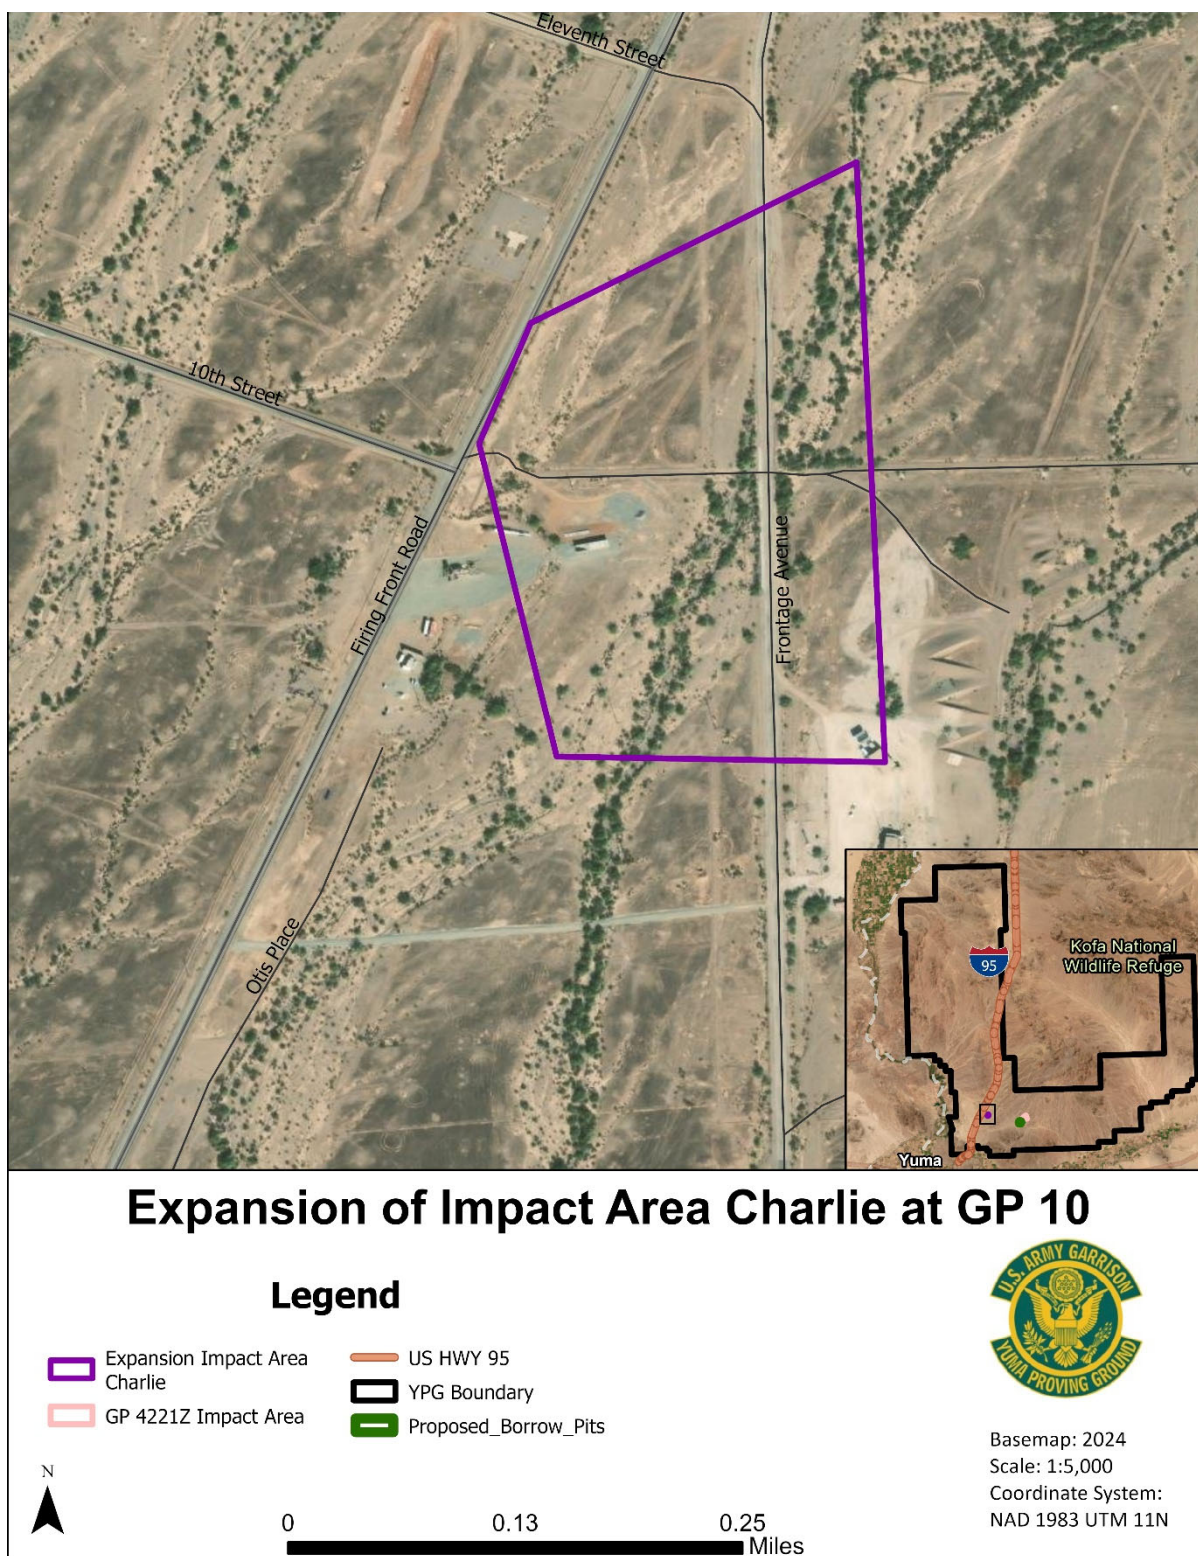 Eleventh Street
10th Street
Firing Front Road
Frontage Avenue
Otis Place
Kofa National
Wildlife Refuge
95
Yuma
Expansion of Impact Area Charlie at GP 10
Legend
Expansion Impact Area
Charlie
GP 4221Z Impact Area
US HWY 95
YPG Boundary
Proposed_Borrow_Pits
U.S. ARMY GARRISON
YUMA PROVING GROUND
Basemap: 2024
Scale: 1:5,000
Coordinate System:
NAD 1983 UTM 11N
N
0 0.13 0.25
Miles